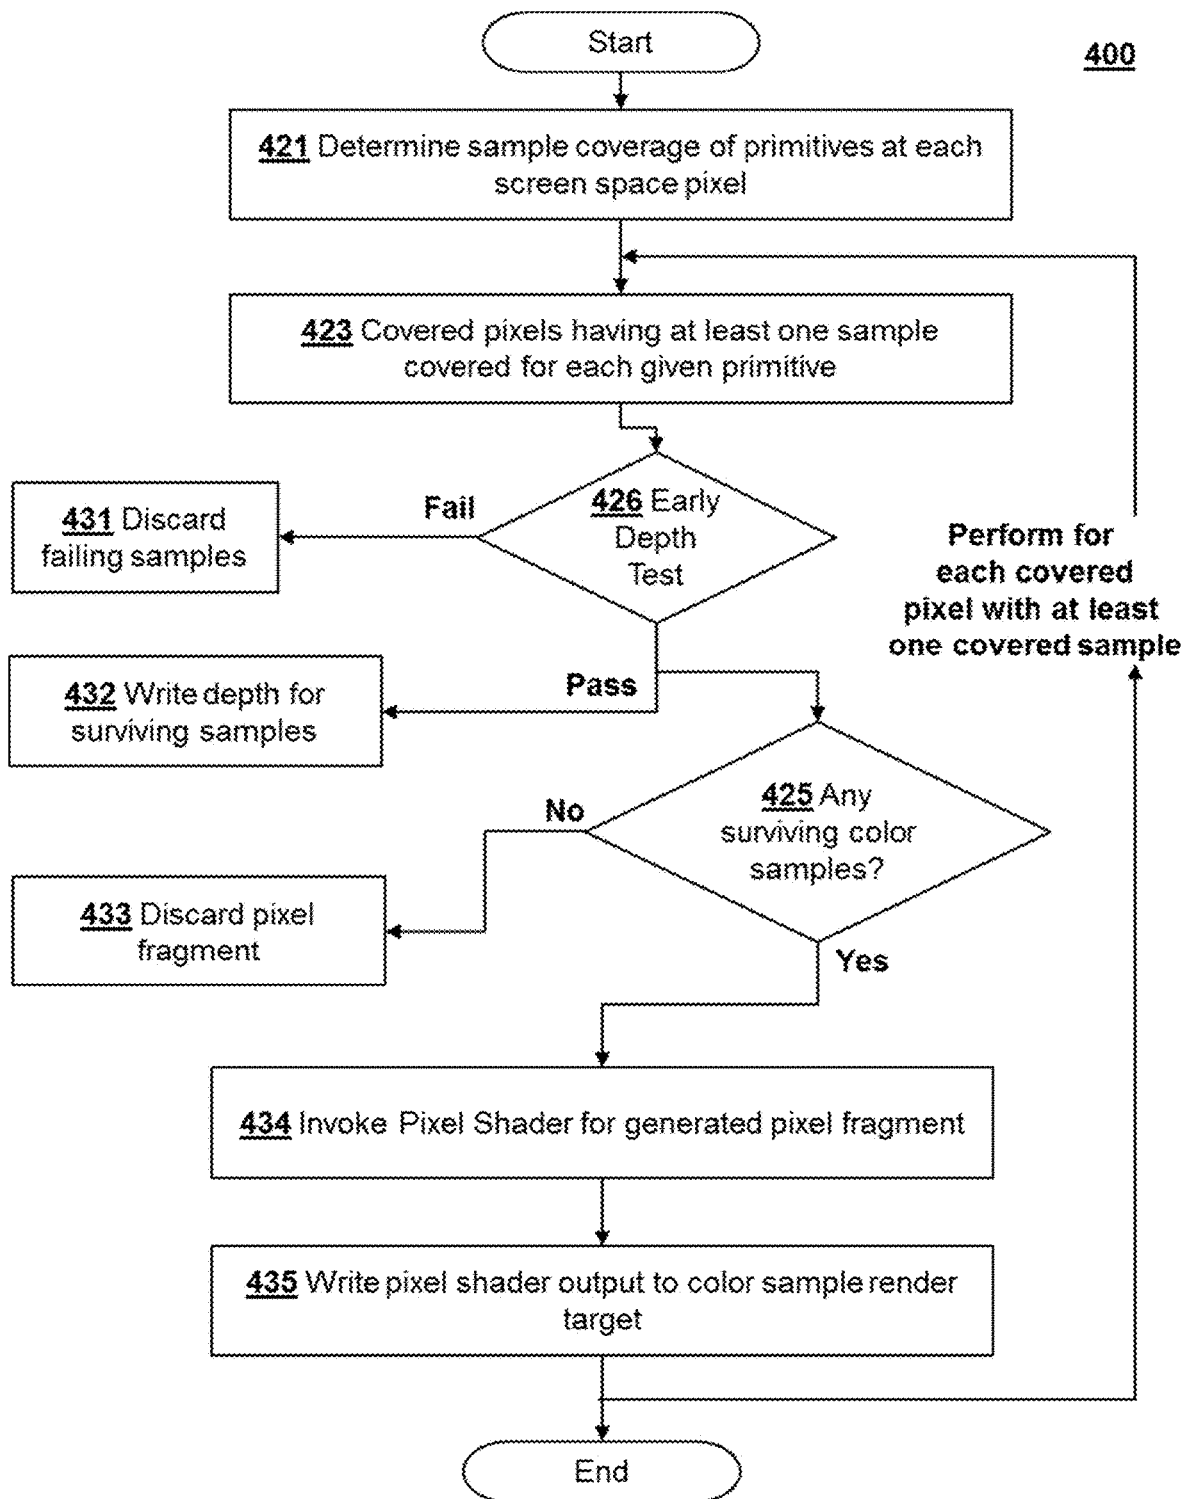 Start
400
421 Determine sample coverage of primitives at each
screen space pixel
423 Covered pixels having at least one sample
covered for each given primitive
426 Early
Depth
Test
Fail
431 Discard
failing samples
Perform for
each covered
pixel with at least
one covered sample
Pass
432 Write depth for
surviving samples
425 Any
surviving color
samples?
No
433 Discard pixel
fragment
Yes
434 Invoke Pixel Shader for generated pixel fragment
435 Write pixel shader output to color sample render
target
End